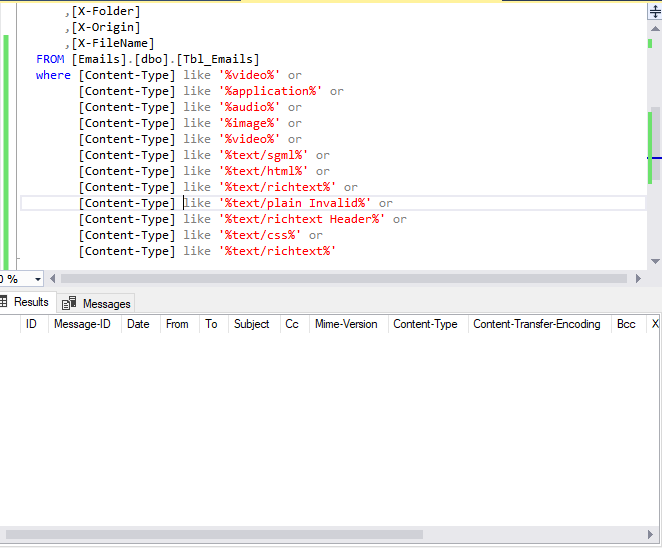 ,[X-Folder]
,[X-Origin]
,[X-FileName]
FROM [Emails].[dbo].[Tbl_Emails]
where [Content-Type] like '%video%' or
[Content-Type] like '%application%' or
[Content-Type] like '%audio%' or
[Content-Type] like '%image%' or
[Content-Type] like '%video%' or
[Content-Type] like '%text/sgml%' or
[Content-Type] like '%text/html%' or
[Content-Type] like '%text/richtext%' or
[Content-Type] like '%text/plain Invalid%' or
[Content-Type] like '%text/richtext Header%' or
[Content-Type] like '%text/css%' or
[Content-Type] like '%text/richtext%'
0 %
Results Messages
ID Message-ID Date From To Subject Cc Mime-Version Content-Type Content-Transfer-Encoding Bcc X